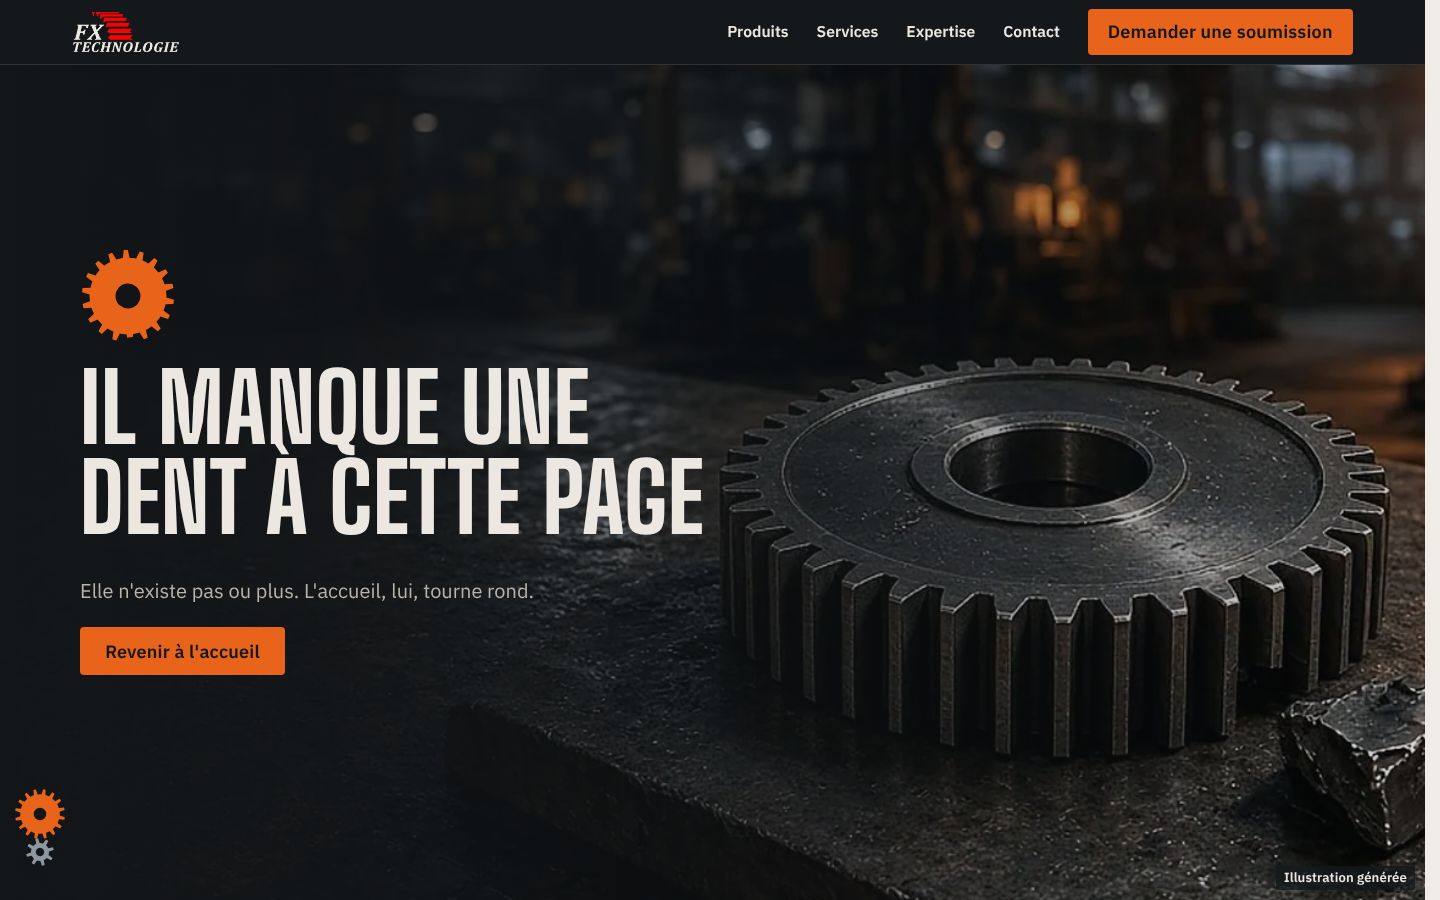 FX
TECHNOLOGIE
Produits
Services
Expertise
Contact
Demander une soumission
IL MANQUE UNE
DENT À CETTE PAGE
Elle n'existe pas ou plus. L'accueil, lui, tourne rond.
Revenir à l'accueil
Illustration générée